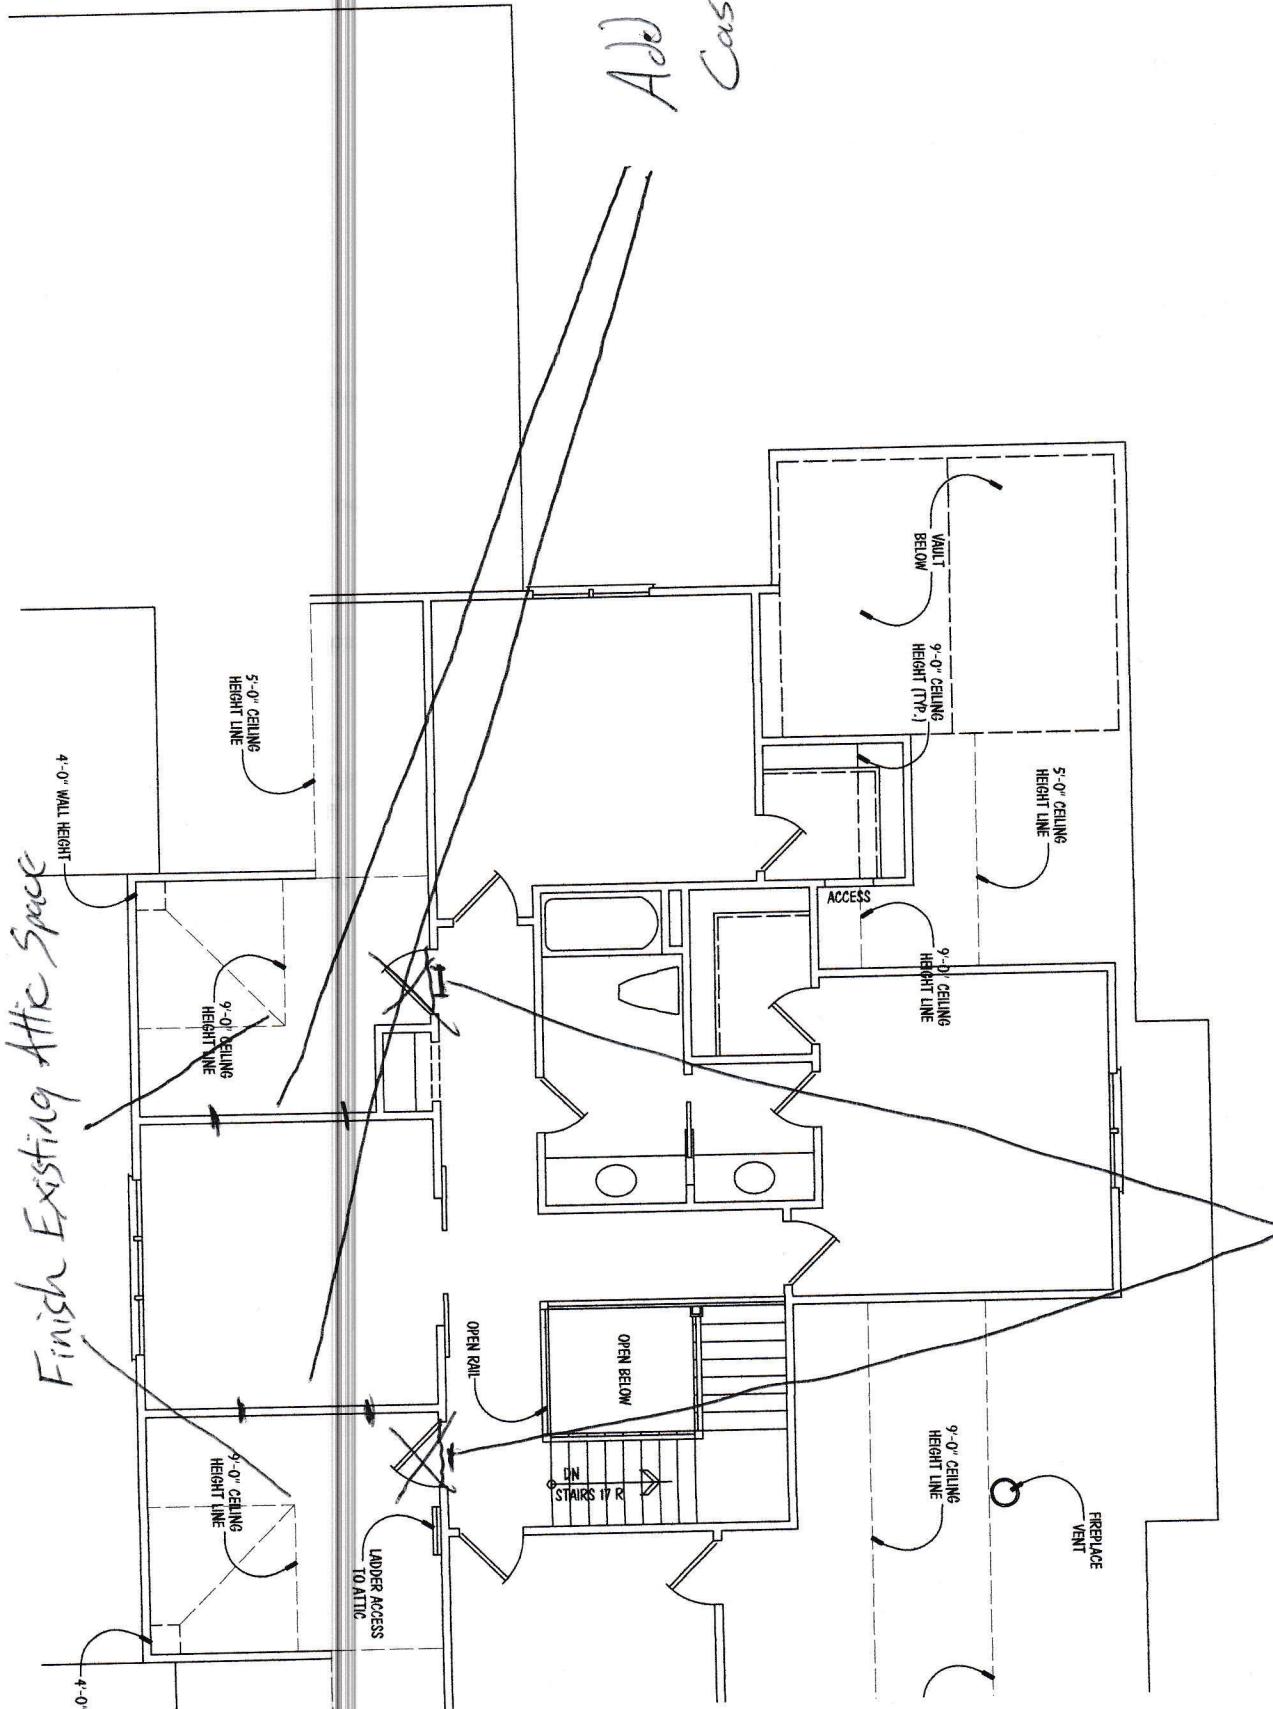 Add
Cas
VAULT
BELOW
9'-0" CEILING
HEIGHT (TYP.)
5'-0" CEILING
HEIGHT LINE
5'-0" CEILING
HEIGHT LINE
4'-0" WALL HEIGHT
ACCESS
9'-0" CEILING
HEIGHT LINE
9'-0" CEILING
HEIGHT LINE
Finish Existing Attic Space
OPEN RAIL
OPEN BELOW
DN
STAIRS 17 R
9'-0" CEILING
HEIGHT LINE
FIREPLACE
VENT
9'-0" CEILING
HEIGHT LINE
LADDER ACCESS
TO ATTIC
4'-0"